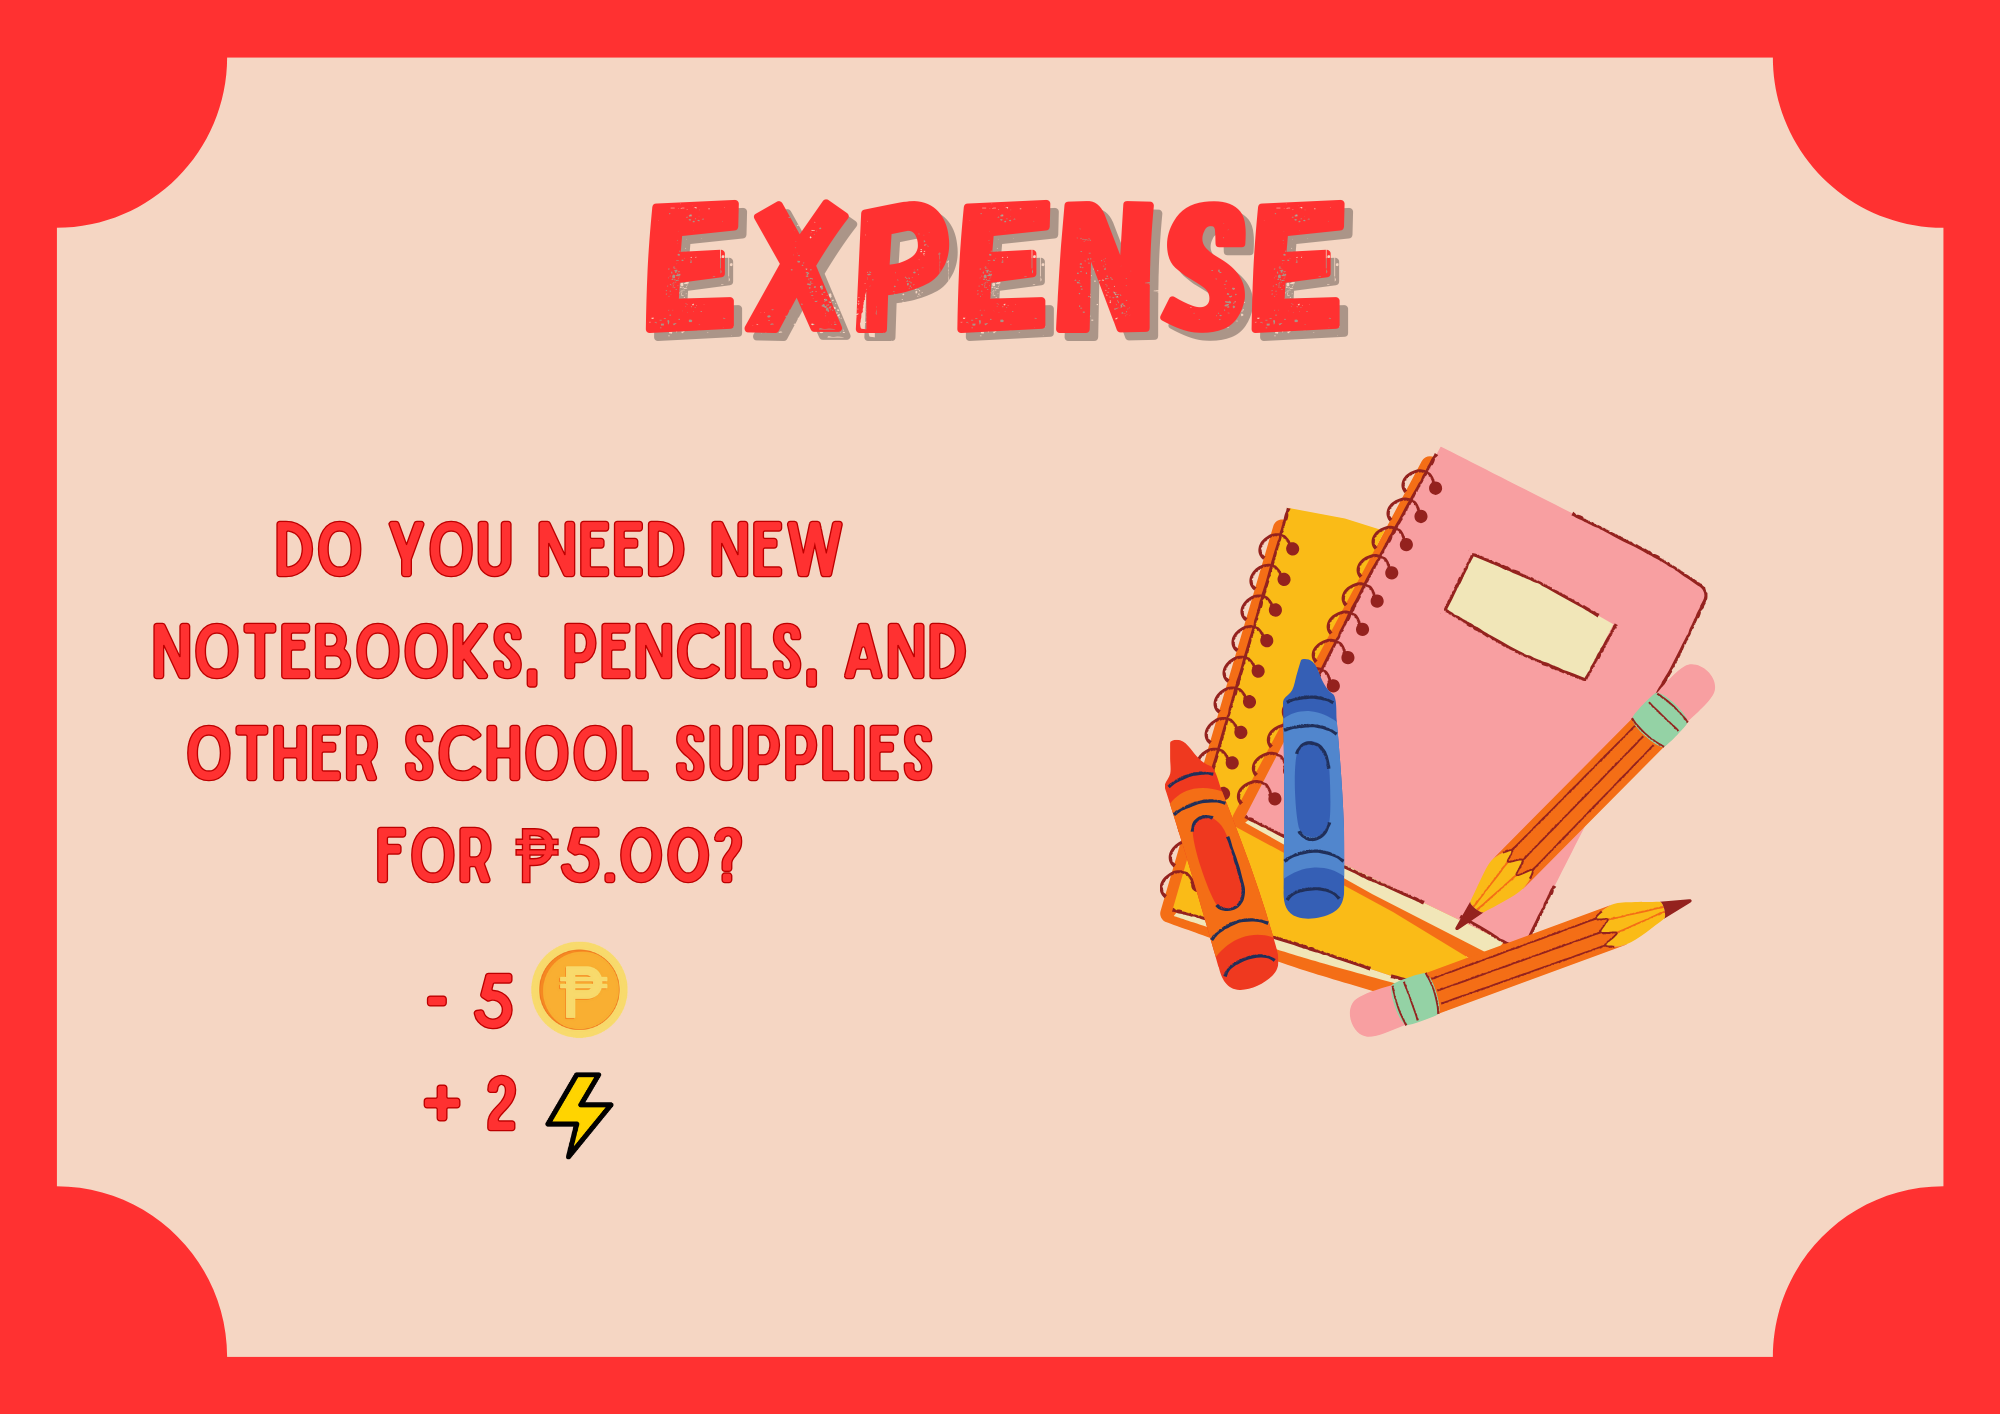 EXPENSE
DO YOU NEED NEW
NOTEBOOKS, PENCILS, AND
OTHER SCHOOL SUPPLIES
FOR ₱5.00?
- 5 ₱
+ 2